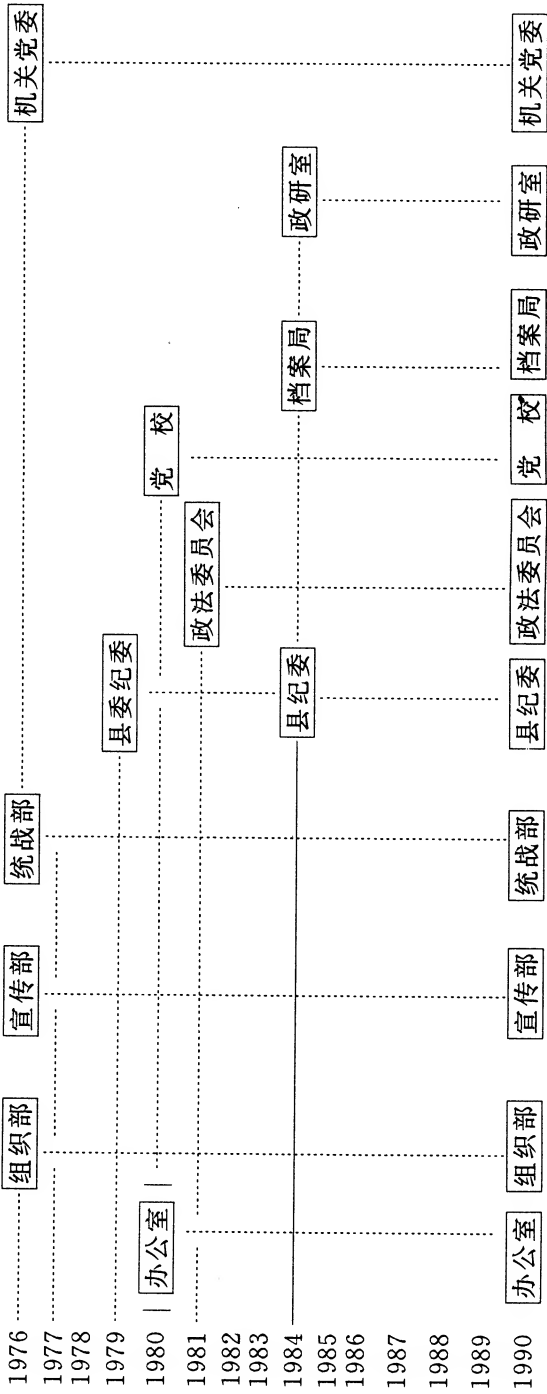 1976 组织部 宣传部 统战部 机关党委
1977
1978
1979 县委纪委
1980 办公室 党 校
1981 政法委员会
1982
1983
1984 县纪委 档案局 政研室
1985
1986
1987
1988
1989
1990 办公室 组织部 宣传部 统战部 县纪委 政法委员会 党 校 档案局 政研室 机关党委